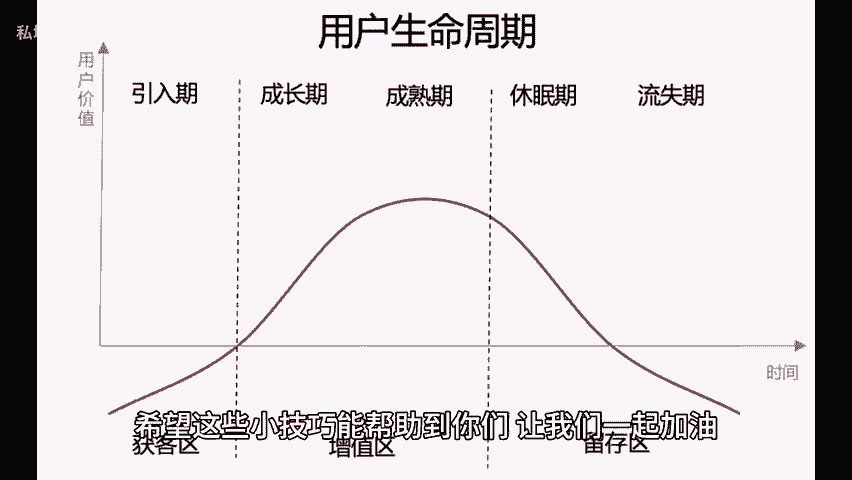 用户生命周期
私
用户价值
引入期
成长期
成熟期
休眠期
流失期
时间
希望这些小技巧能帮助到你们 让我们一起加油
获客区
增值区
留存区